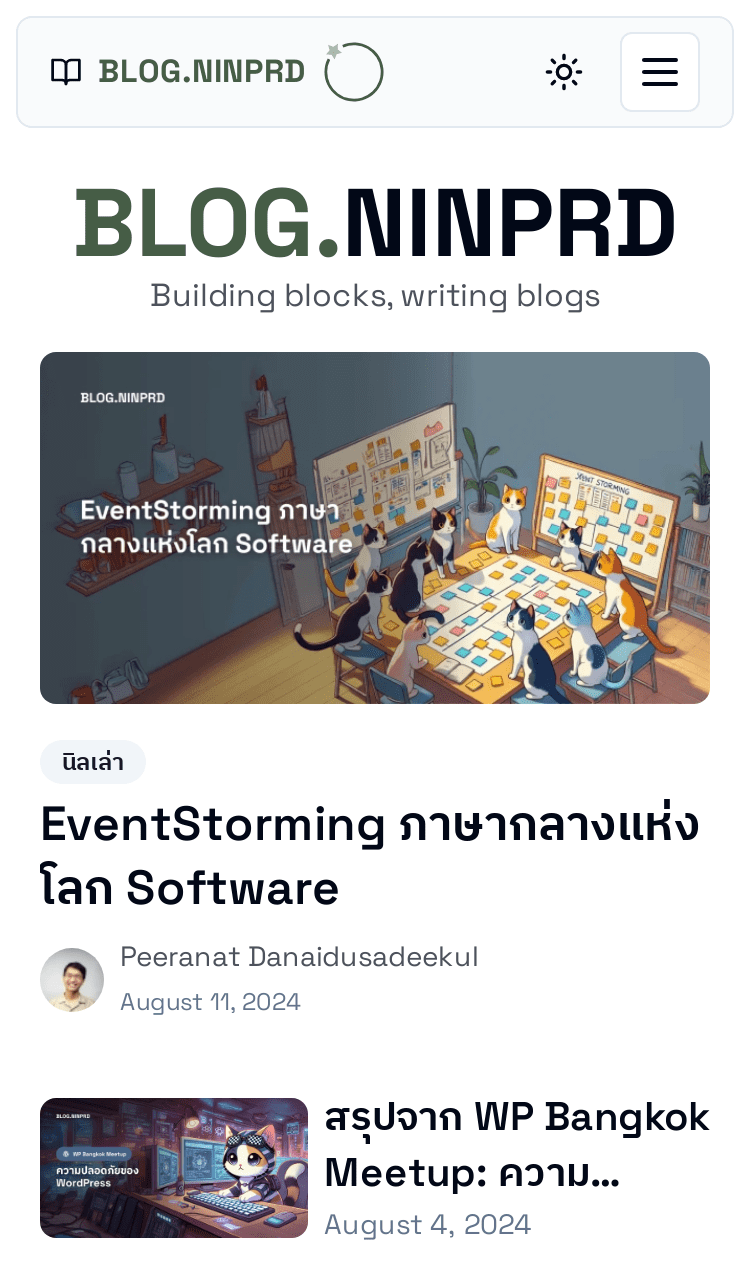 BLOG.NINPRD
BLOG.NINPRD
Building blocks, writing blogs
BLOG.NINPRD
EventStorming ภาษา
กลางแห่งโลก Software
นิลเล่า
EventStorming ภาษากลางแห่ง
โลก Software
Peeranat Danaidusadeekul
August 11, 2024
BLOG.NINPRD
WP Bangkok Meetup
ความปลอดภัยของ
WordPress
สรุปจาก WP Bangkok
Meetup: ความ...
August 4, 2024